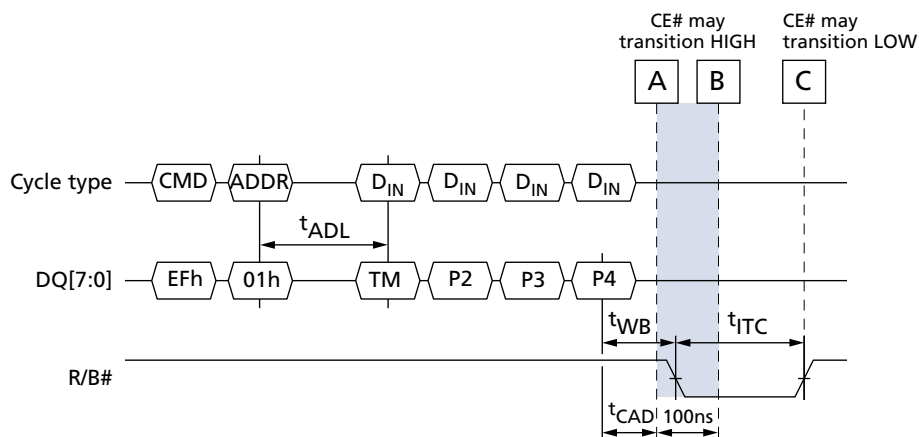 CE# may
transition HIGH
CE# may
transition LOW
A B C
Cycle type CMD ADDR DIN DIN DIN DIN
tADL
DQ[7:0] EFh 01h TM P2 P3 P4
tWB tITC
R/B#
tCAD 100ns